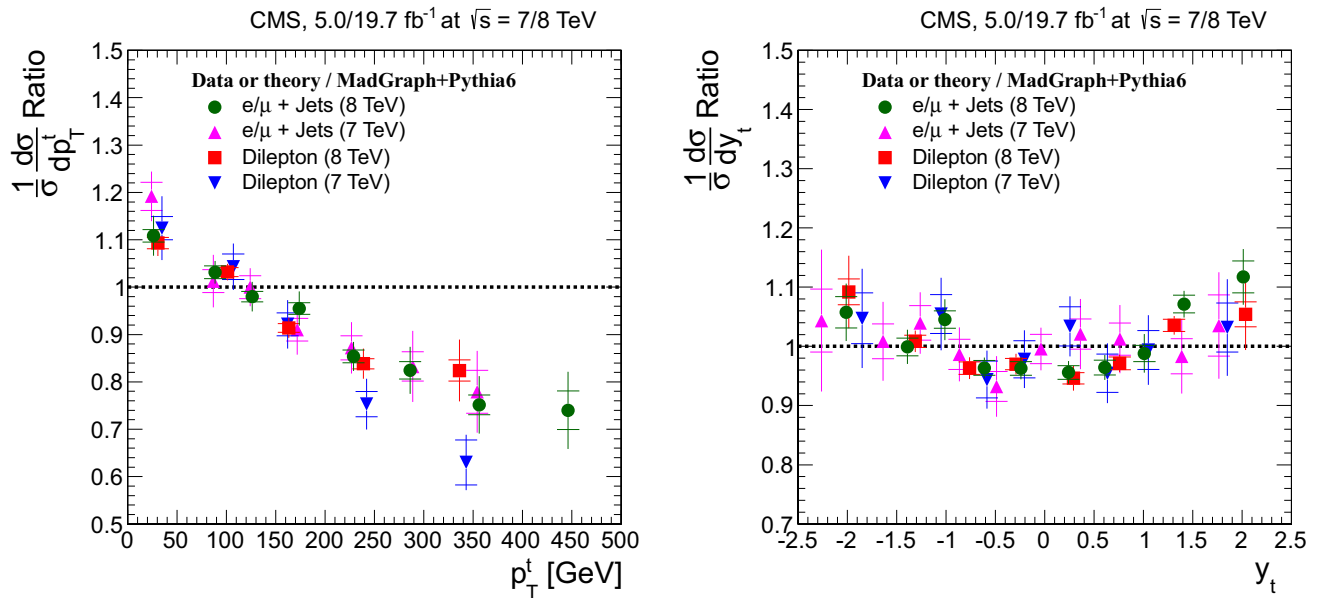 CMS, 5.0/19.7 fb⁻¹ at √s = 7/8 TeV
1/σ dσ/dp_T^t Ratio
1.5
1.4
1.3
1.2
1.1
1
0.9
0.8
0.7
0.6
0.5
Data or theory / MadGraph+Pythia6
e/μ + Jets (8 TeV)
e/μ + Jets (7 TeV)
Dilepton (8 TeV)
Dilepton (7 TeV)
0 50 100 150 200 250 300 350 400 450 500
p_T^t [GeV]
CMS, 5.0/19.7 fb⁻¹ at √s = 7/8 TeV
1/σ dσ/dy_t Ratio
1.5
1.4
1.3
1.2
1.1
1
0.9
0.8
0.7
Data or theory / MadGraph+Pythia6
e/μ + Jets (8 TeV)
e/μ + Jets (7 TeV)
Dilepton (8 TeV)
Dilepton (7 TeV)
-2.5 -2 -1.5 -1 -0.5 0 0.5 1 1.5 2 2.5
y_t